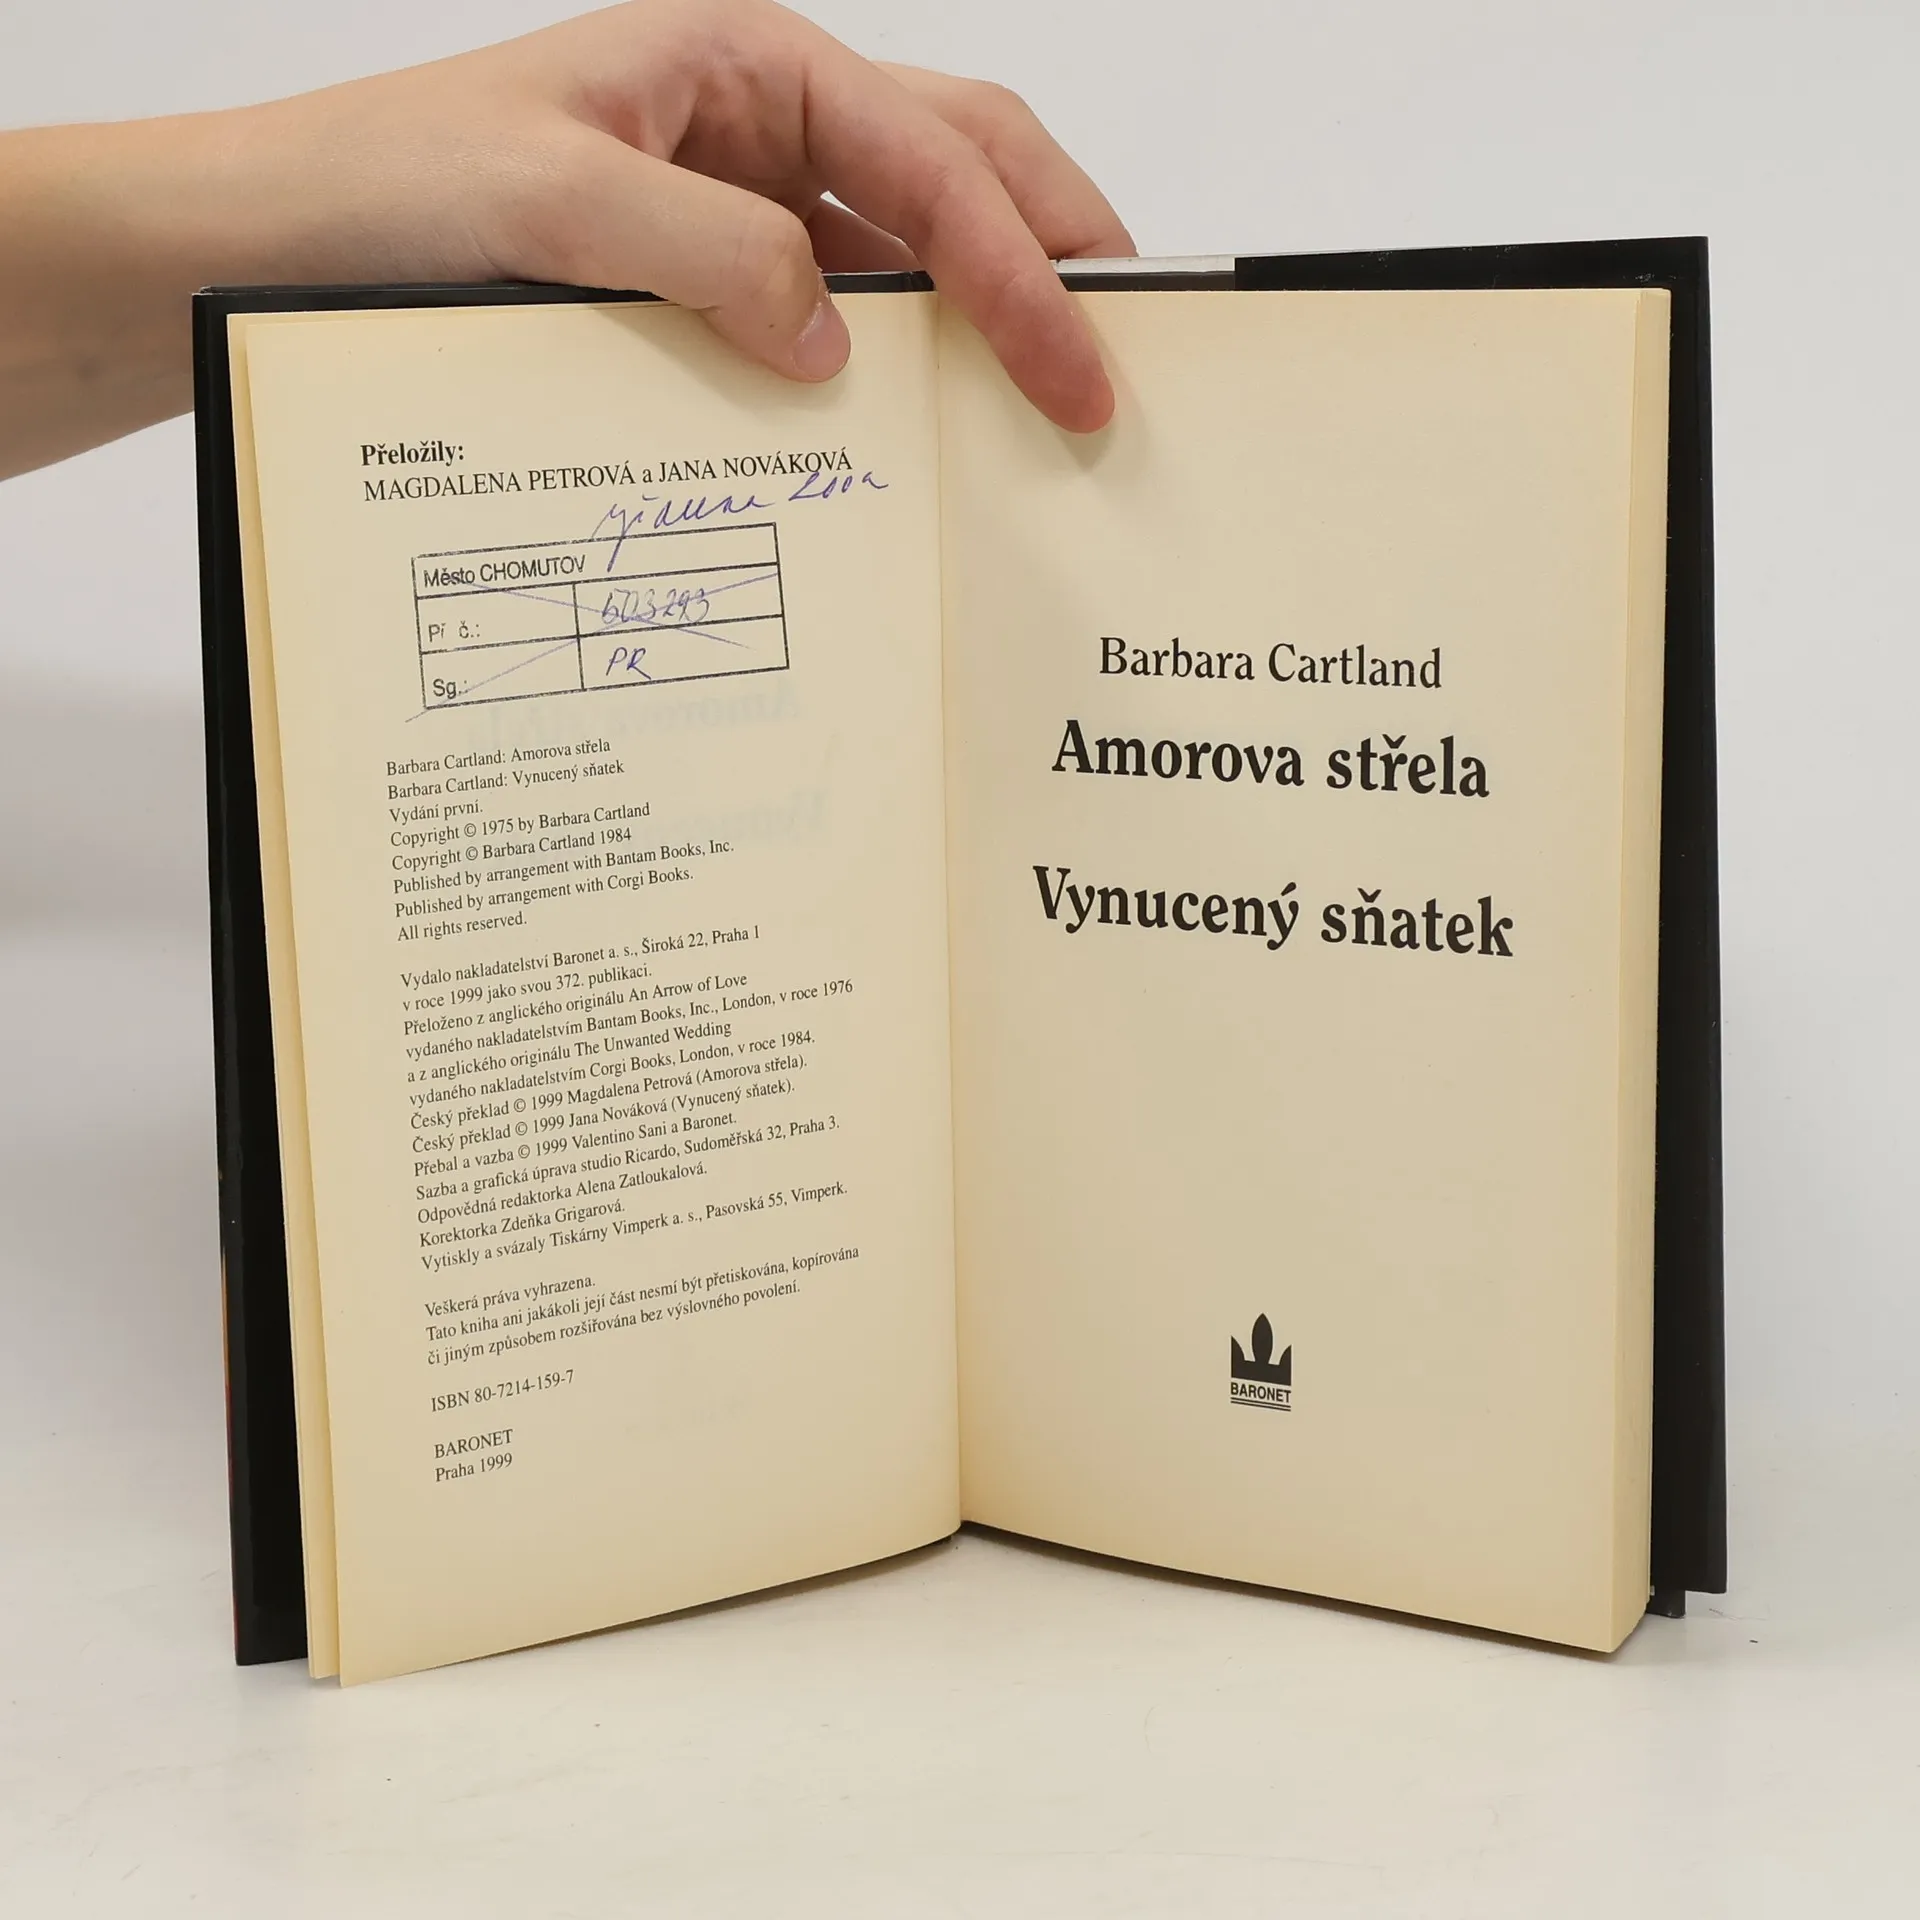 Přeložily:
MAGDALENA PETROVÁ a JANA NOVÁKOVÁ
Město CHOMUTOV
Př č.: 603293
Sg.: PR
Barbara Cartland: Amorova střela
Barbara Cartland: Vynucený sňatek
Vydání první.
Copyright © 1975 by Barbara Cartland
Copyright © Barbara Cartland 1984
Published by arrangement with Bantam Books, Inc.
Published by arrangement with Corgi Books.
All rights reserved.
Vydalo nakladatelství Baronet a. s., Široká 22, Praha 1
v roce 1999 jako svou 372. publikaci.
Přeloženo z anglického originálu An Arrow of Love
vydaného nakladatelstvím Bantam Books, Inc., London, v roce 1976
a z anglického originálu The Unwanted Wedding
vydaného nakladatelstvím Corgi Books, London, v roce 1984.
Český překlad © 1999 Magdalena Petrová (Amorova střela).
Český překlad © 1999 Jana Nováková (Vynucený sňatek).
Přebal a vazba © 1999 Valentino Sani a Baronet.
Sazba a grafická úprava studio Ricardo, Sudoměřská 32, Praha 3.
Odpovědná redaktorka Alena Zatloukalová.
Korektorka Zdeňka Grigarová.
Vytiskly a svázaly Tiskárny Vimperk a. s., Pasovská 55, Vimperk.
Veškerá práva vyhrazena.
Tato kniha ani jakákoli její část nesmí být přetiskována, kopírována
či jiným způsobem rozšiřována bez výslovného povolení.
ISBN 80-7214-159-7
BARONET
Praha 1999
Barbara Cartland
Amorova střela
Vynucený sňatek
BARONET